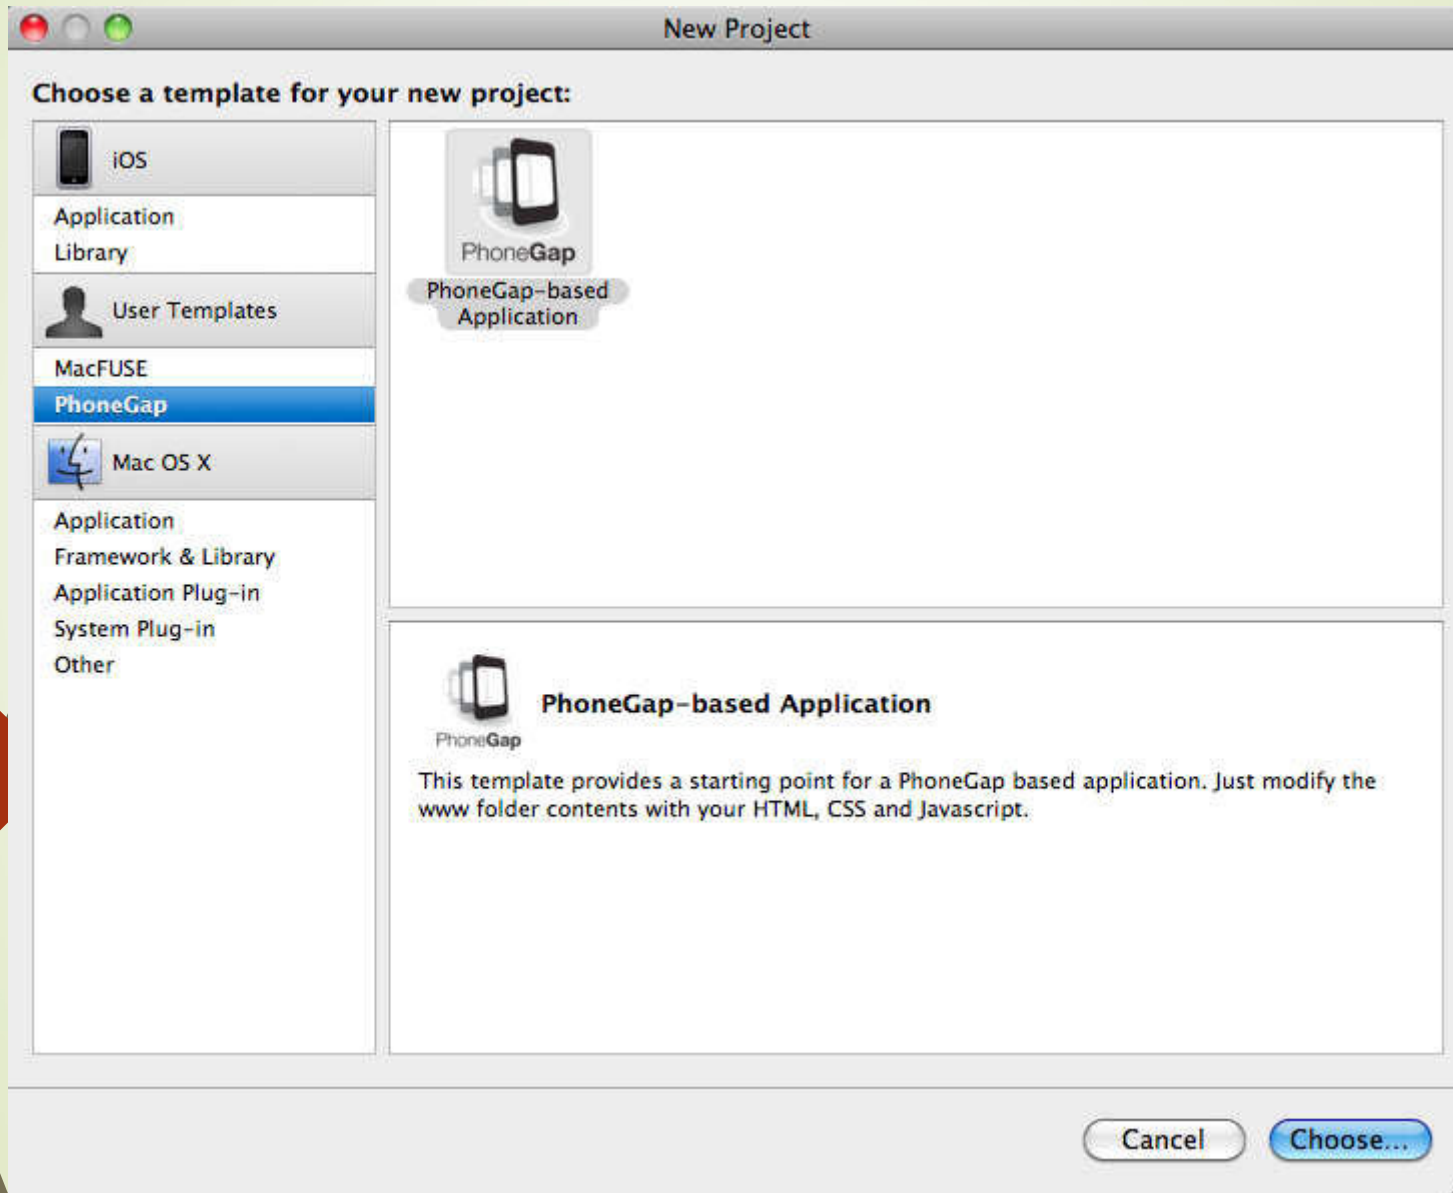 New Project
Choose a template for your new project:
iOS
Application
Library
User Templates
MacFUSE
PhoneGap
Mac OS X
Application
Framework & Library
Application Plug-in
System Plug-in
Other
PhoneGap
PhoneGap-based
Application
PhoneGap
PhoneGap-based Application
This template provides a starting point for a PhoneGap based application. Just modify the
www folder contents with your HTML, CSS and Javascript.
Cancel
Choose...